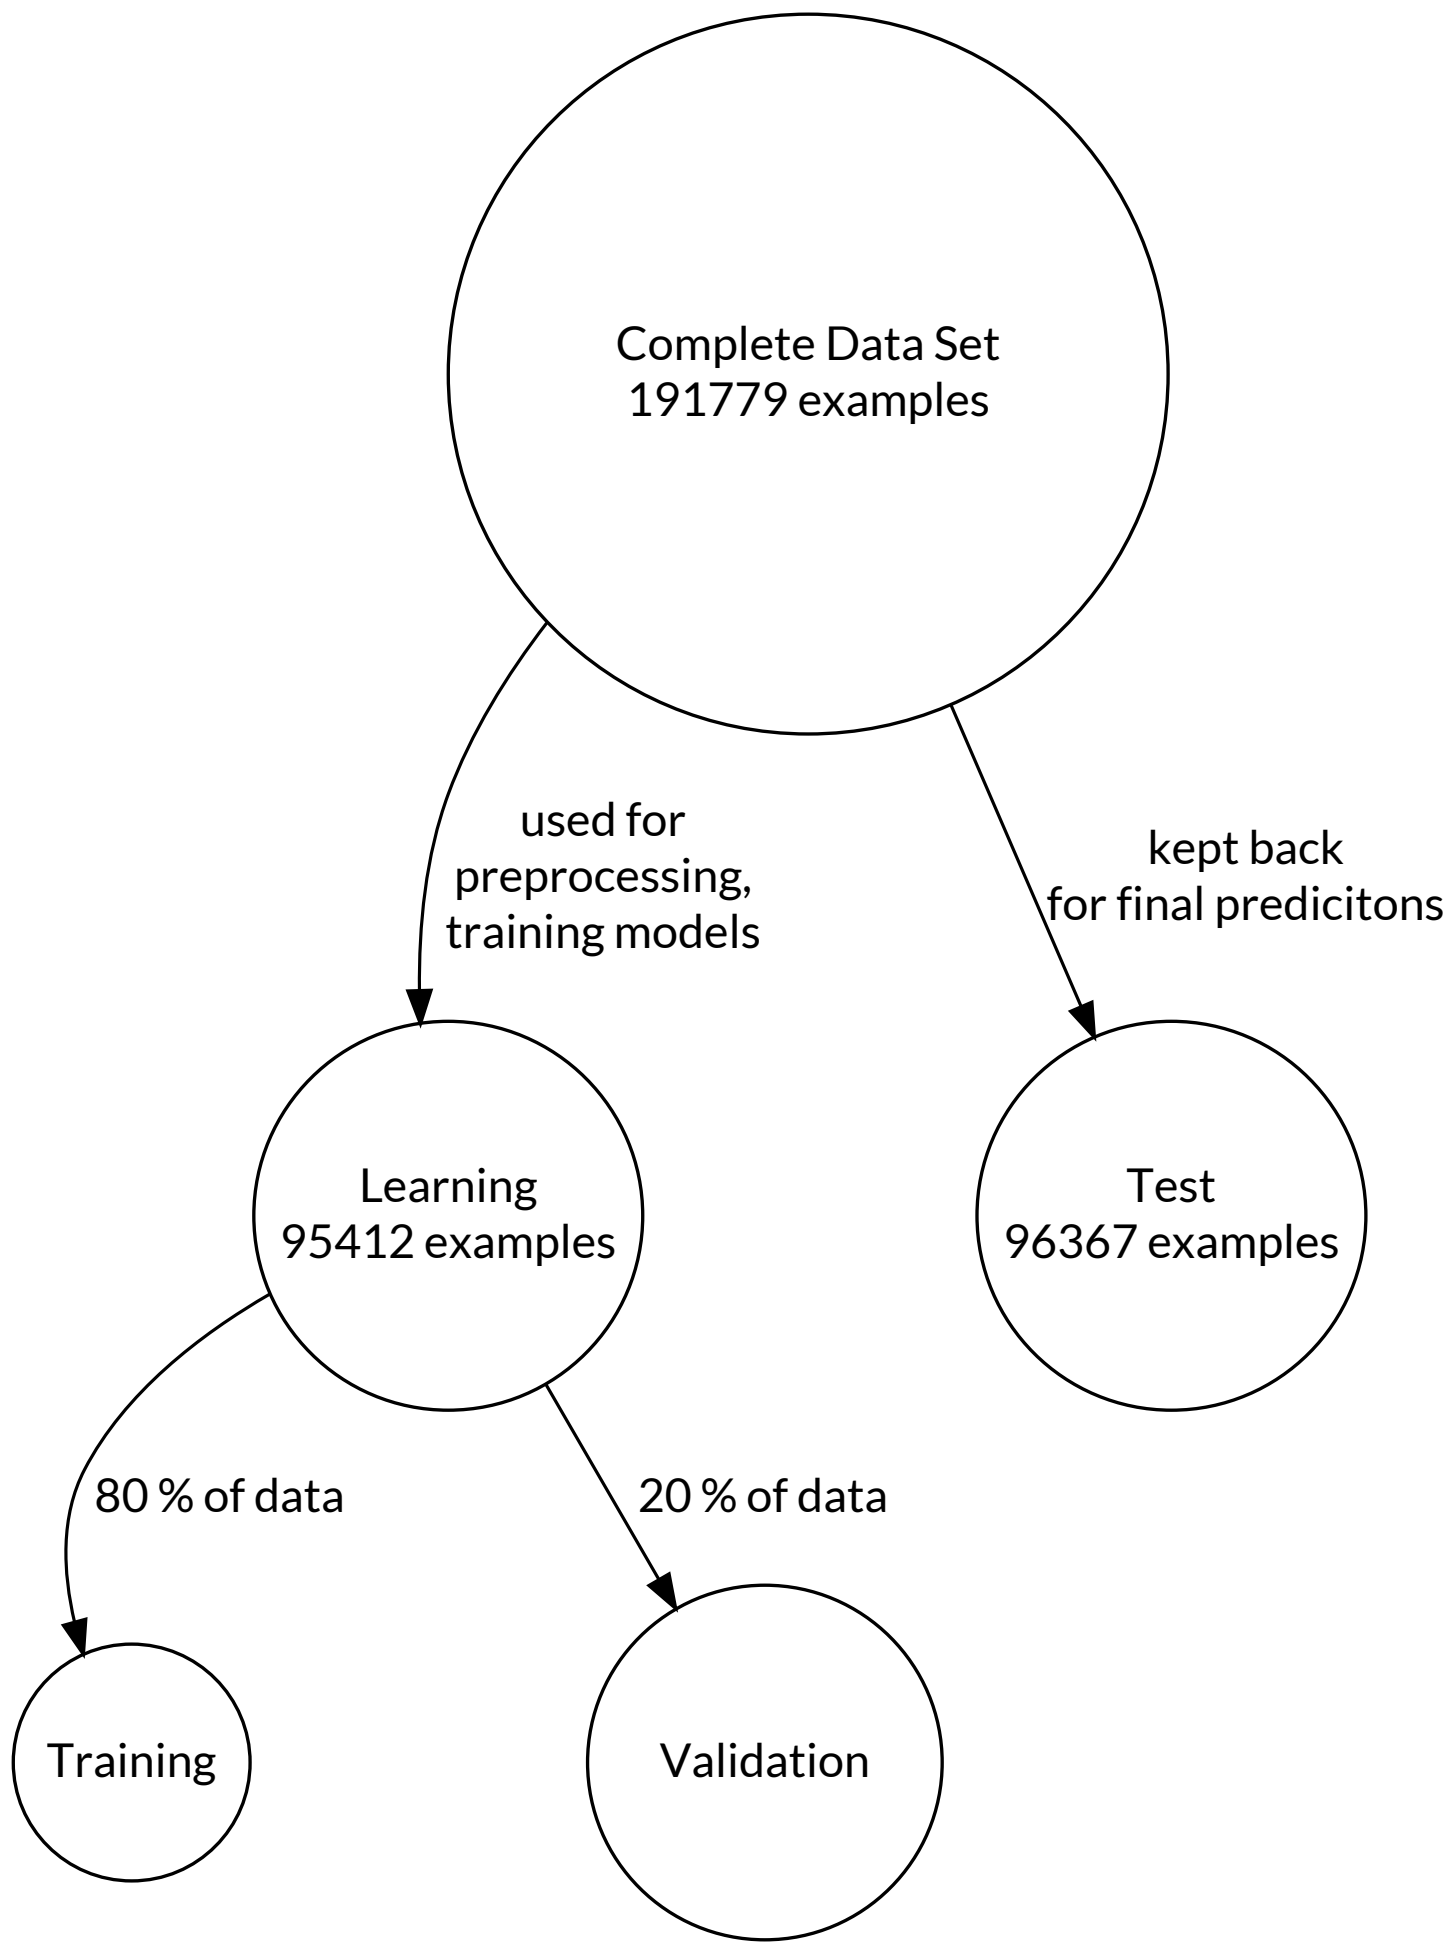 Complete Data Set
191779 examples
used for
preprocessing,
training models
kept back
for final predicitons
Learning
95412 examples
Test
96367 examples
80 % of data
20 % of data
Training
Validation